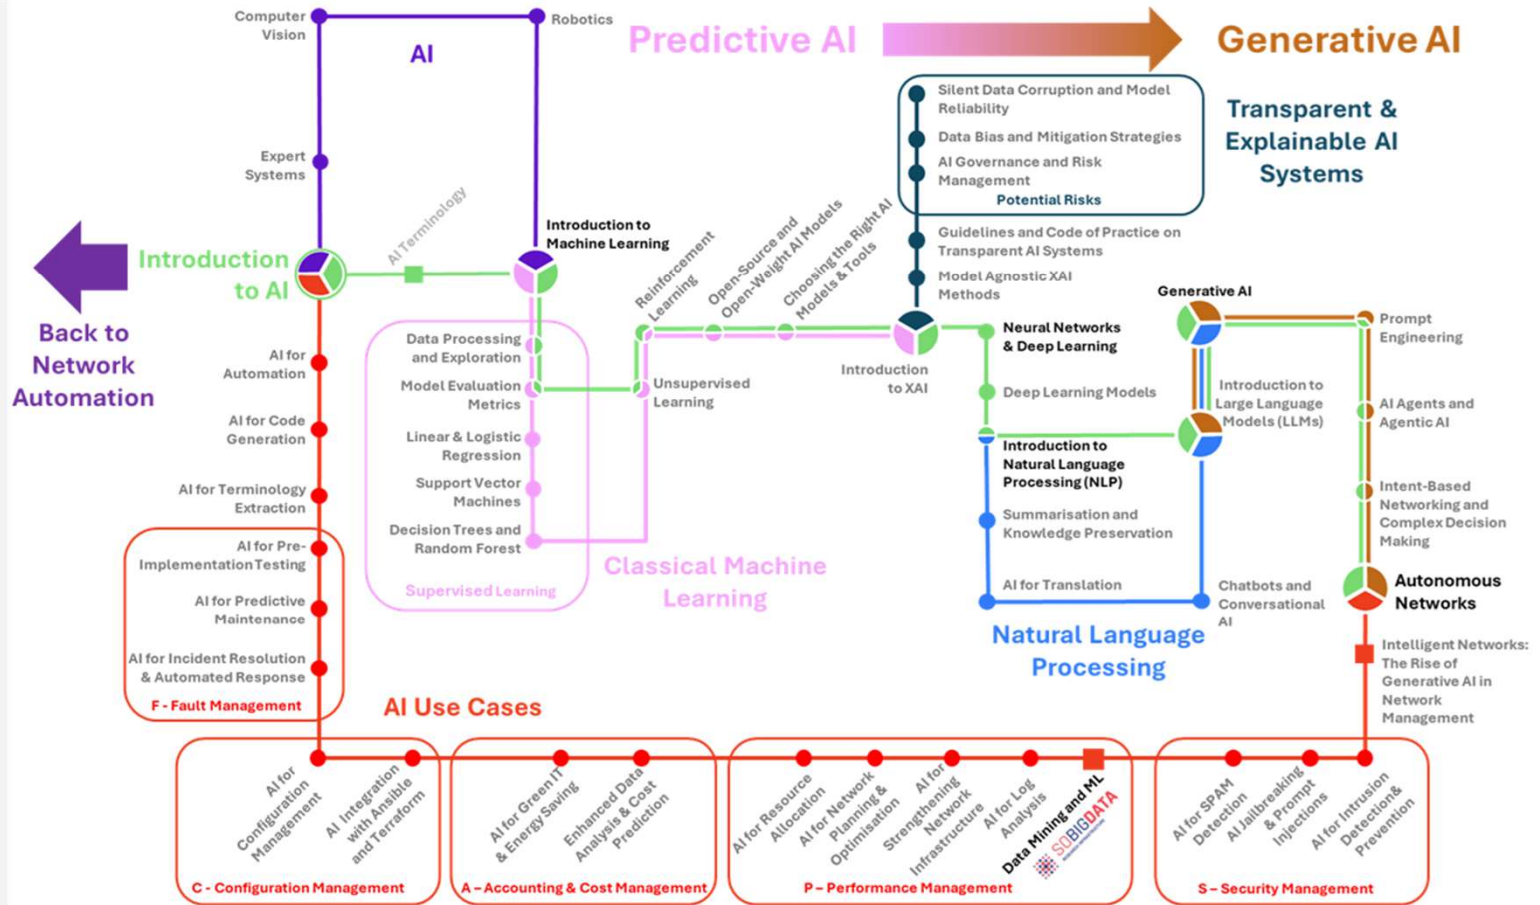 Computer
Vision
Robotics
AI
Predictive AI
Generative AI
Expert
Systems
Silent Data Corruption and Model
Reliability
Data Bias and Mitigation Strategies
AI Governance and Risk
Management
Potential Risks
Transparent &
Explainable AI
Systems
Guidelines and Code of Practice on
Transparent AI Systems
Model Agnostic XAI
Methods
Introduction
to AI
AI Terminology
Introduction to
Machine Learning
Back to
Network
Automation
Reinforcement
Learning
Open-Source and
Open-Weight AI Models
Choosing the Right AI
Models & Tools
Introduction
to XAI
Neural Networks
& Deep Learning
Deep Learning Models
Introduction to
Natural Language
Processing (NLP)
Summarisation and
Knowledge Preservation
AI for Translation
Natural Language
Processing
Generative AI
Introduction to
Large Language
Models (LLMs)
Chatbots and
Conversational
AI
Prompt
Engineering
AI Agents and
Agentic AI
Intent-Based
Networking and
Complex Decision
Making
Autonomous
Networks
Intelligent Networks:
The Rise of
Generative AI in
Network
Management
Data Processing
and Exploration
Model Evaluation
Metrics
Linear & Logistic
Regression
Support Vector
Machines
Decision Trees and
Random Forest
Supervised Learning
Unsupervised
Learning
Classical Machine
Learning
AI for
Automation
AI for Code
Generation
AI for Terminology
Extraction
AI for Pre-
Implementation Testing
AI for Predictive
Maintenance
AI for Incident Resolution
& Automated Response
F - Fault Management
AI Use Cases
AI for
Configuration
Management
AI Integration
with Ansible
and Terraform
C - Configuration Management
AI for Green IT
& Energy Saving
Enhanced Data
Analysis & Cost
Prediction
A – Accounting & Cost Management
AI for Resource
Allocation
AI for Network
Planning &
Optimisation
AI for
Strengthening
Network
Infrastructure
AI for Log
Analysis
Data Mining and ML
SOBIGDATA
P – Performance Management
AI for SPAM
Detection
AI Jailbreaking
& Prompt
Injections
AI for Intrusion
Detection&
Prevention
S – Security Management